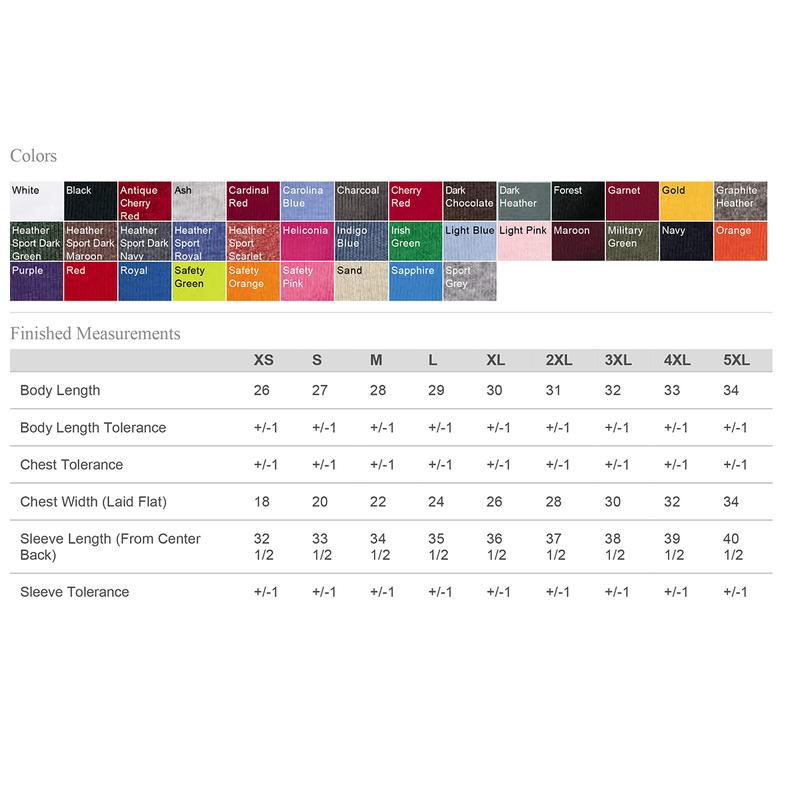 Colors
White Black Antique Ash Cardinal Carolina Charcoal Cherry Dark Dark Forest Garnet Gold Graphite
Cherry Red Blue Red Chocolate Heather Heather
Red
Heather Heather Heather Heather Heather Heliconia Indigo Irish Light Blue Light Pink Maroon Military Navy Orange
Sport Dark Sport Dark Sport Dark Sport Sport Blue Green Green
Green Maroon Navy Royal Scarlet
Purple Red Royal Safety Safety Safety Sand Sapphire Sport
Green Orange Pink Grey
Finished Measurements
XS S M L XL 2XL 3XL 4XL 5XL
Body Length 26 27 28 29 30 31 32 33 34
Body Length Tolerance +/-1 +/-1 +/-1 +/-1 +/-1 +/-1 +/-1 +/-1 +/-1
Chest Tolerance +/-1 +/-1 +/-1 +/-1 +/-1 +/-1 +/-1 +/-1 +/-1
Chest Width (Laid Flat) 18 20 22 24 26 28 30 32 34
Sleeve Length (From Center 32 33 34 35 36 37 38 39 40
Back) 1/2 1/2 1/2 1/2 1/2 1/2 1/2 1/2 1/2
Sleeve Tolerance +/-1 +/-1 +/-1 +/-1 +/-1 +/-1 +/-1 +/-1 +/-1